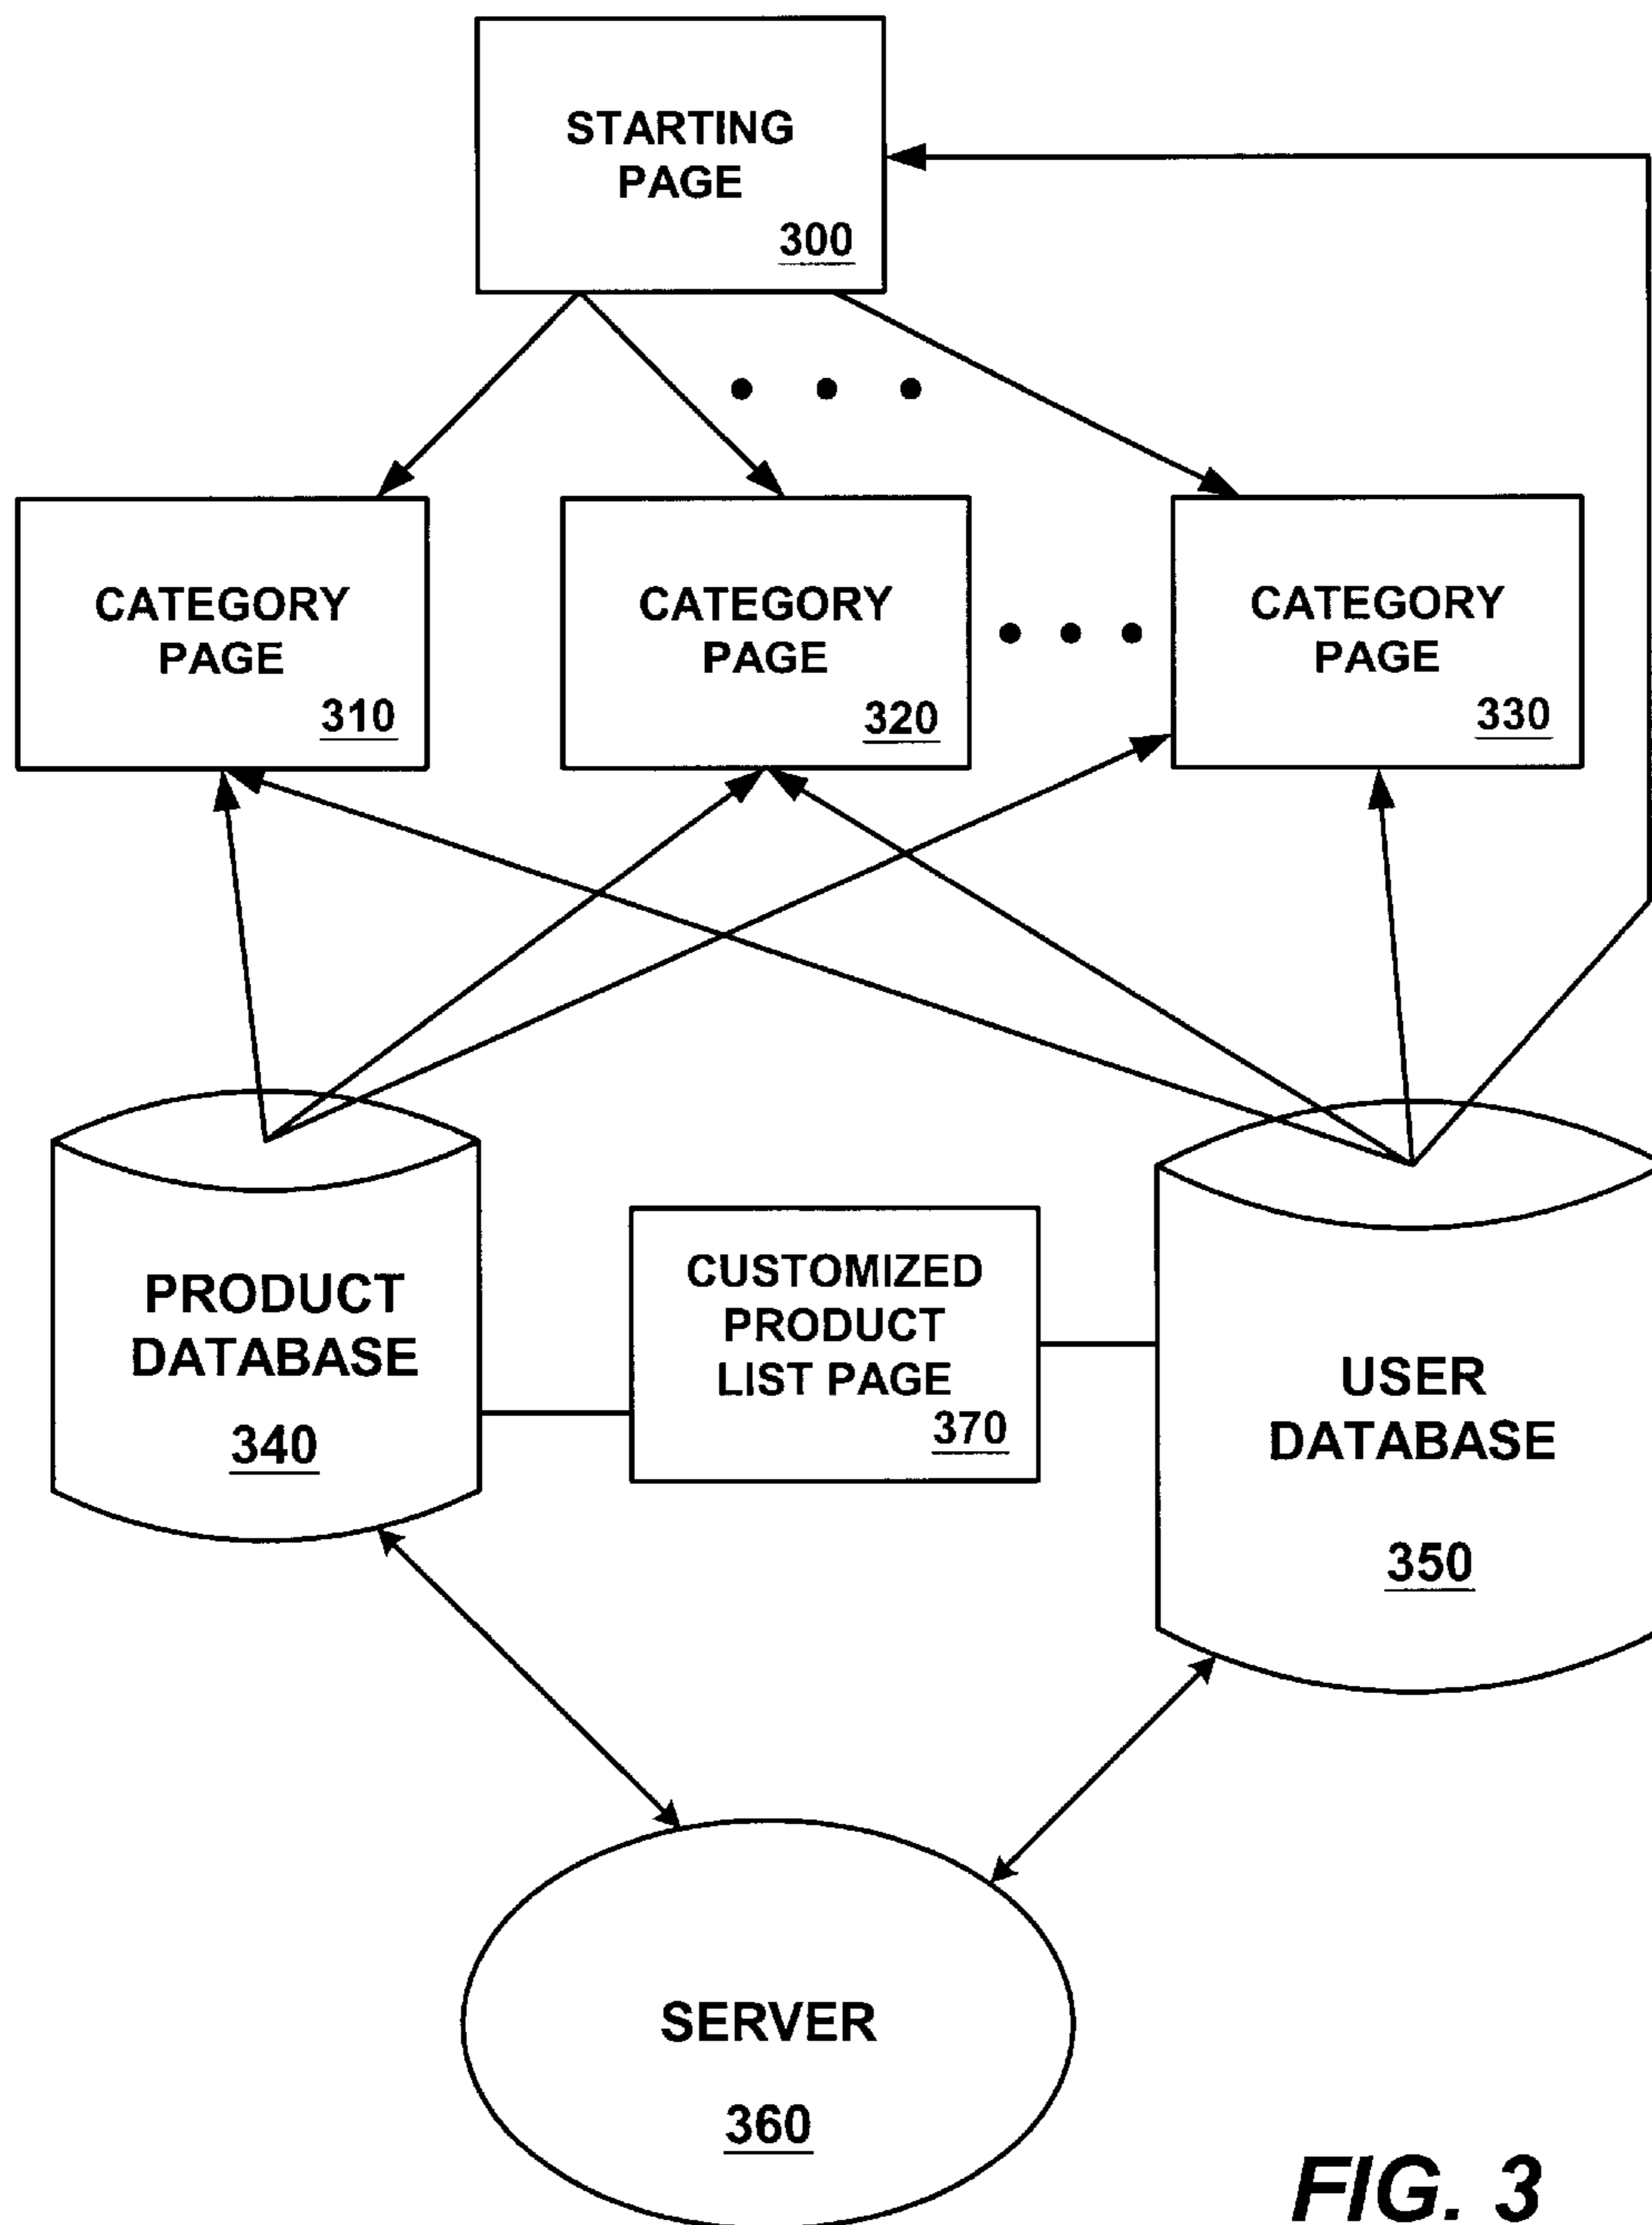 STARTING
PAGE
300
CATEGORY
PAGE
310
CATEGORY
PAGE
320
CATEGORY
PAGE
330
PRODUCT
DATABASE
340
CUSTOMIZED
PRODUCT
LIST PAGE
370
USER
DATABASE
350
SERVER
360
FIG. 3